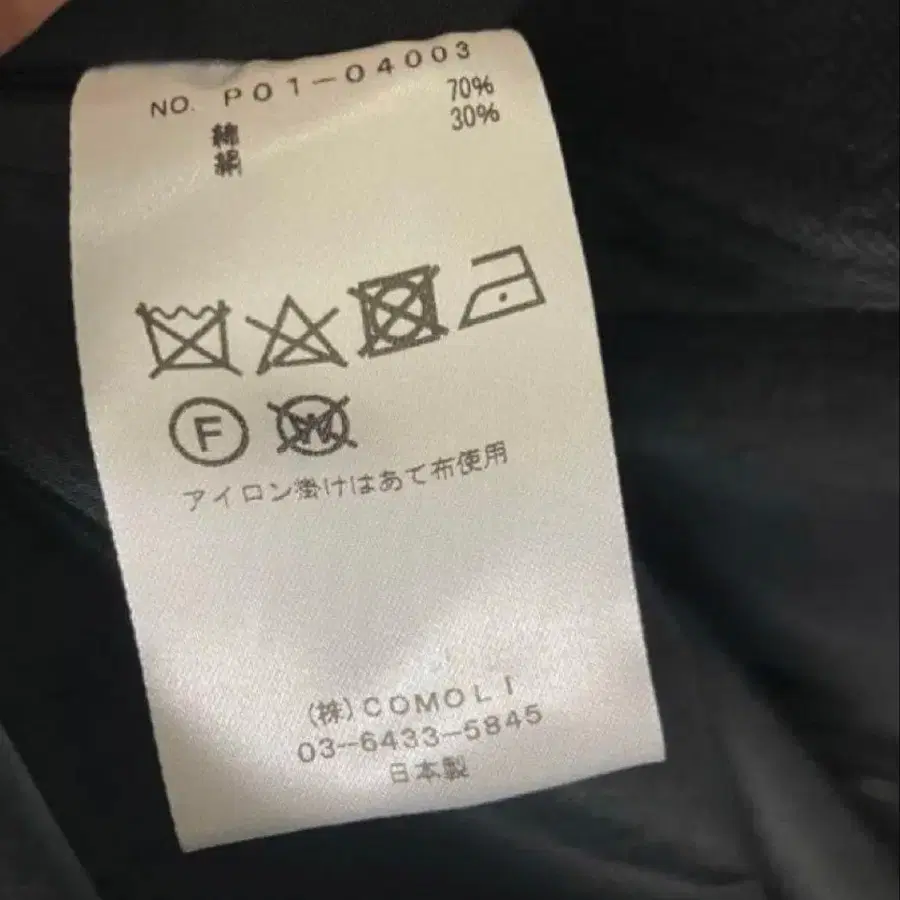 NO. P01-04003
綿 70%
絹 30%
F
W
アイロン掛けはあて布使用
(株)COMOLI
03-6433-5845
日本製